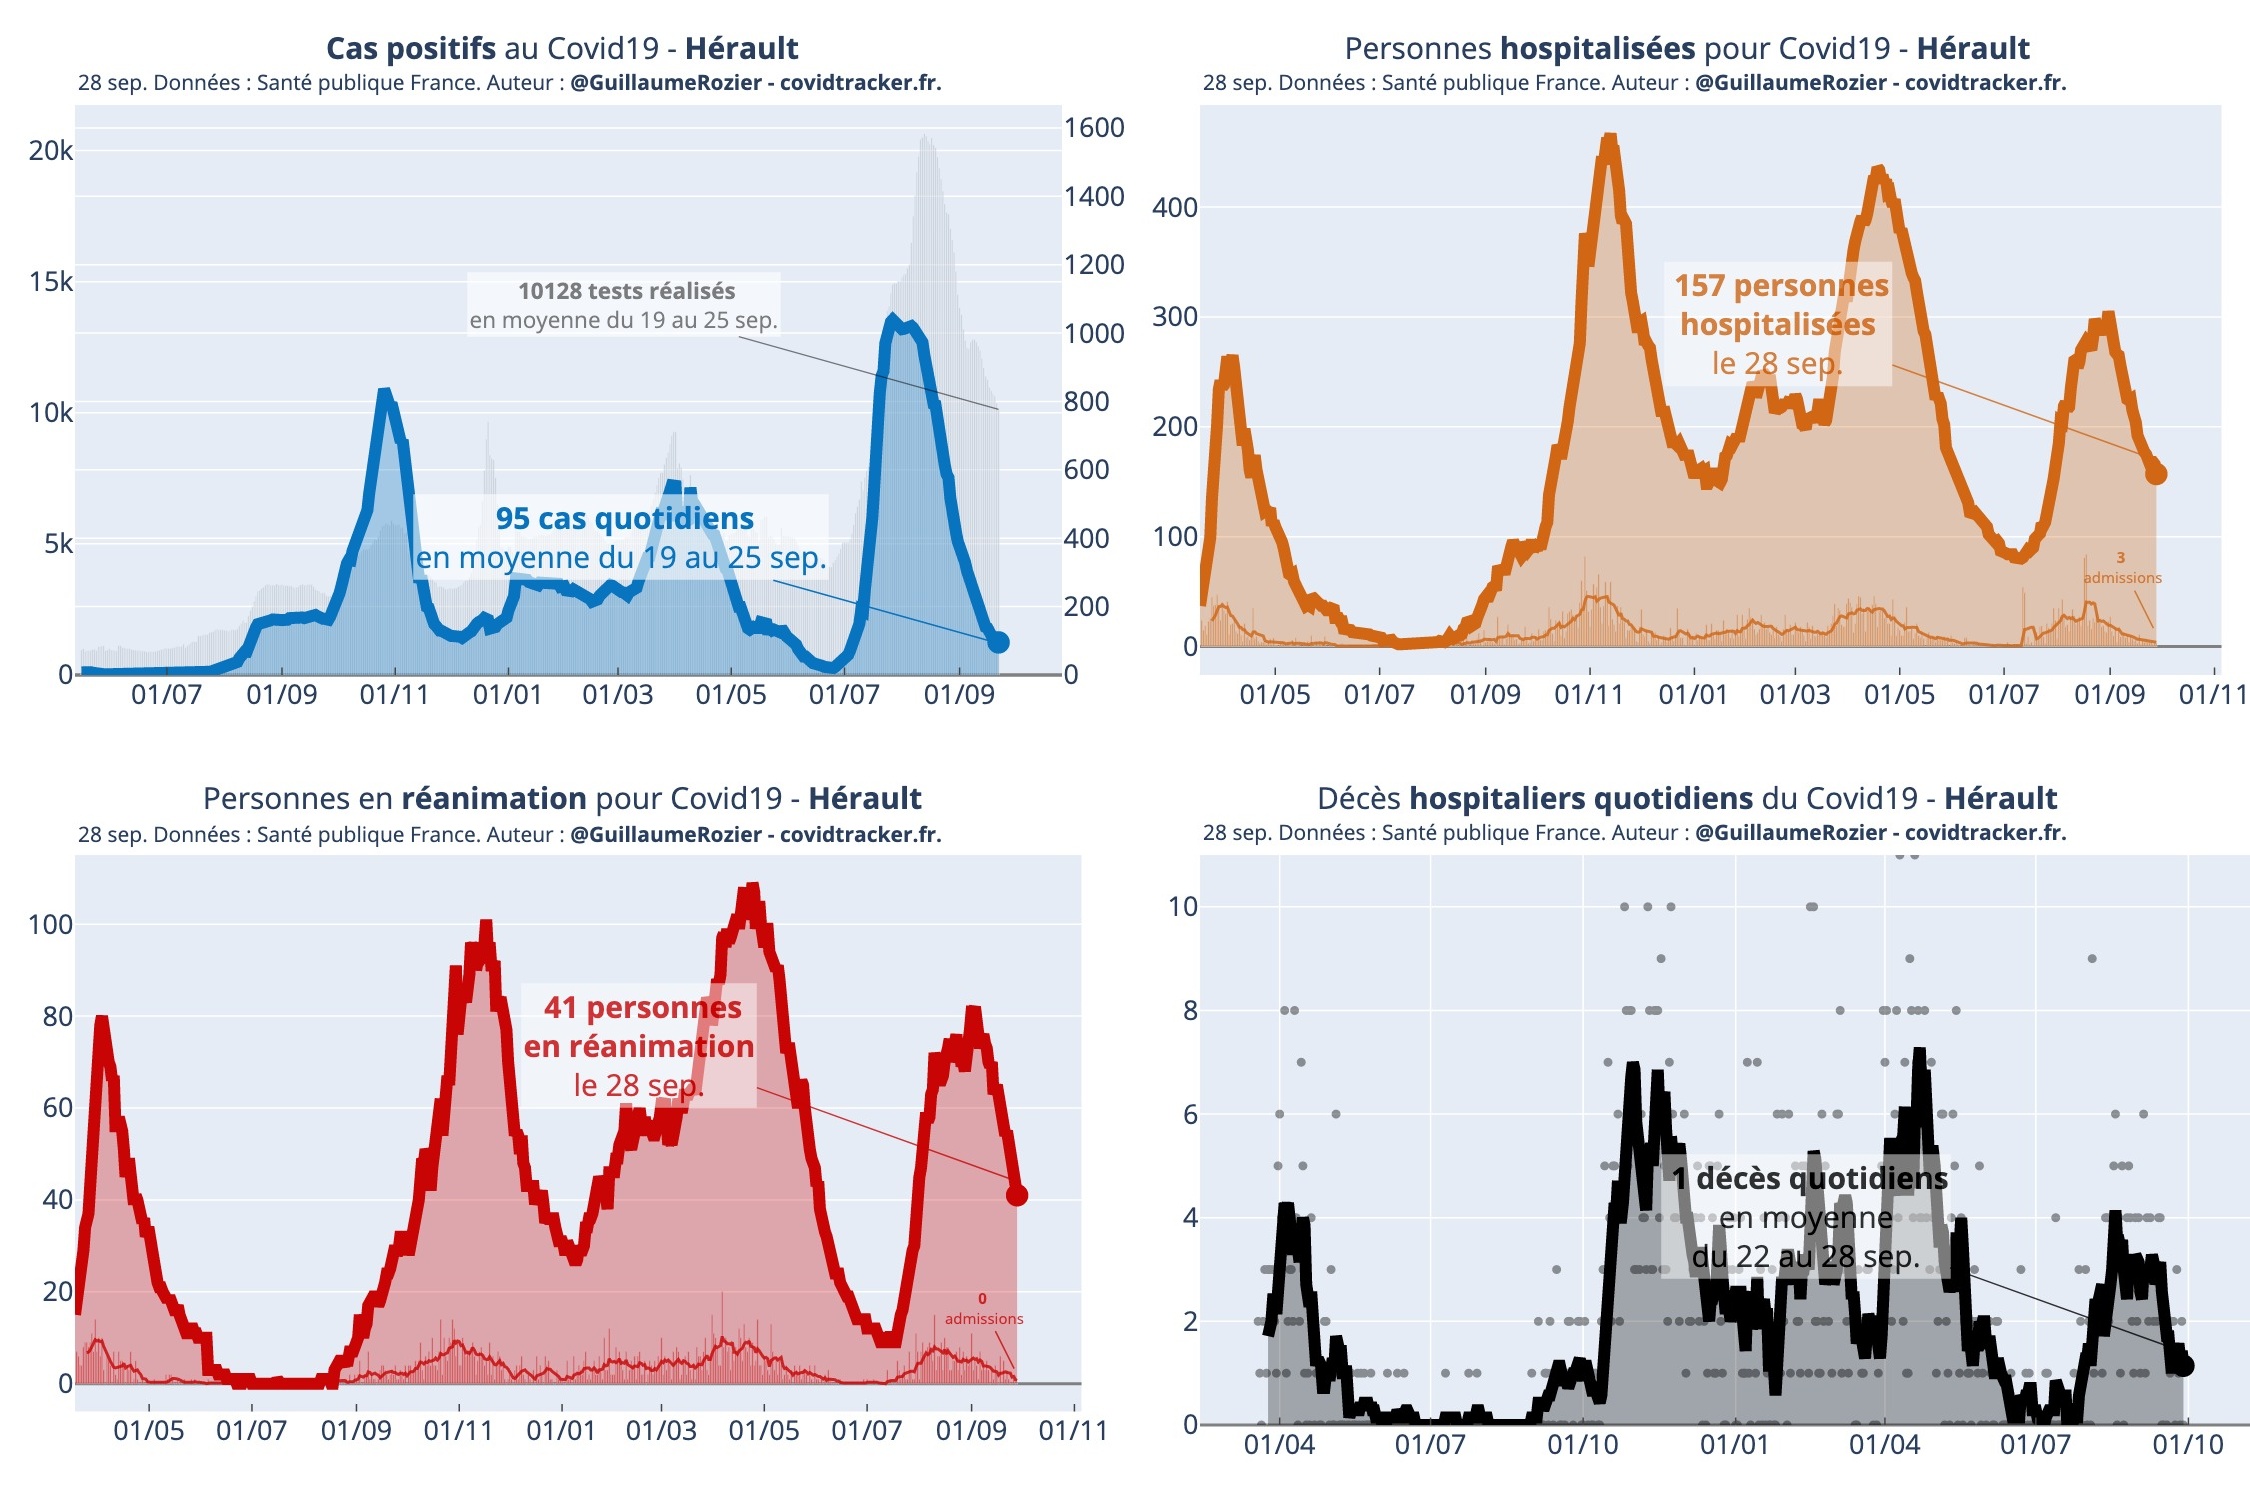 Cas positifs au Covid19 - Hérault
28 sep. Données : Santé publique France. Auteur : @GuillaumeRozier - covidtracker.fr.
20k
15k
10k
5k
0
1600
1400
1200
1000
800
600
400
200
0
10128 tests réalisés
en moyenne du 19 au 25 sep.
95 cas quotidiens
en moyenne du 19 au 25 sep.
01/07 01/09 01/11 01/01 01/03 01/05 01/07 01/09
Personnes hospitalisées pour Covid19 - Hérault
28 sep. Données : Santé publique France. Auteur : @GuillaumeRozier - covidtracker.fr.
400
300
200
100
0
157 personnes
hospitalisées
le 28 sep.
3
admissions
01/05 01/07 01/09 01/11 01/01 01/03 01/05 01/07 01/09 01/11
Personnes en réanimation pour Covid19 - Hérault
28 sep. Données : Santé publique France. Auteur : @GuillaumeRozier - covidtracker.fr.
100
80
60
40
20
0
41 personnes
en réanimation
le 28 sep.
0
admissions
01/05 01/07 01/09 01/11 01/01 01/03 01/05 01/07 01/09 01/11
Décès hospitaliers quotidiens du Covid19 - Hérault
28 sep. Données : Santé publique France. Auteur : @GuillaumeRozier - covidtracker.fr.
10
8
6
4
2
0
1 décès quotidiens
en moyenne
du 22 au 28 sep.
01/04 01/07 01/10 01/01 01/04 01/07 01/10